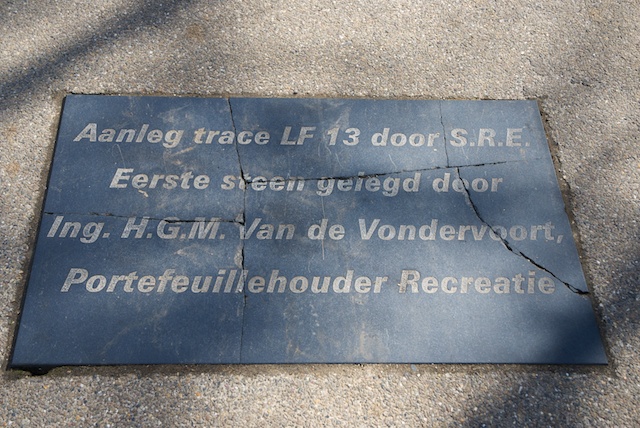 Aanleg trace LF 13 door S.R.E.
Eerste steen gelegd door
Ing. H.G.M. Van de Vondervoort,
Portefeuillehouder Recreatie